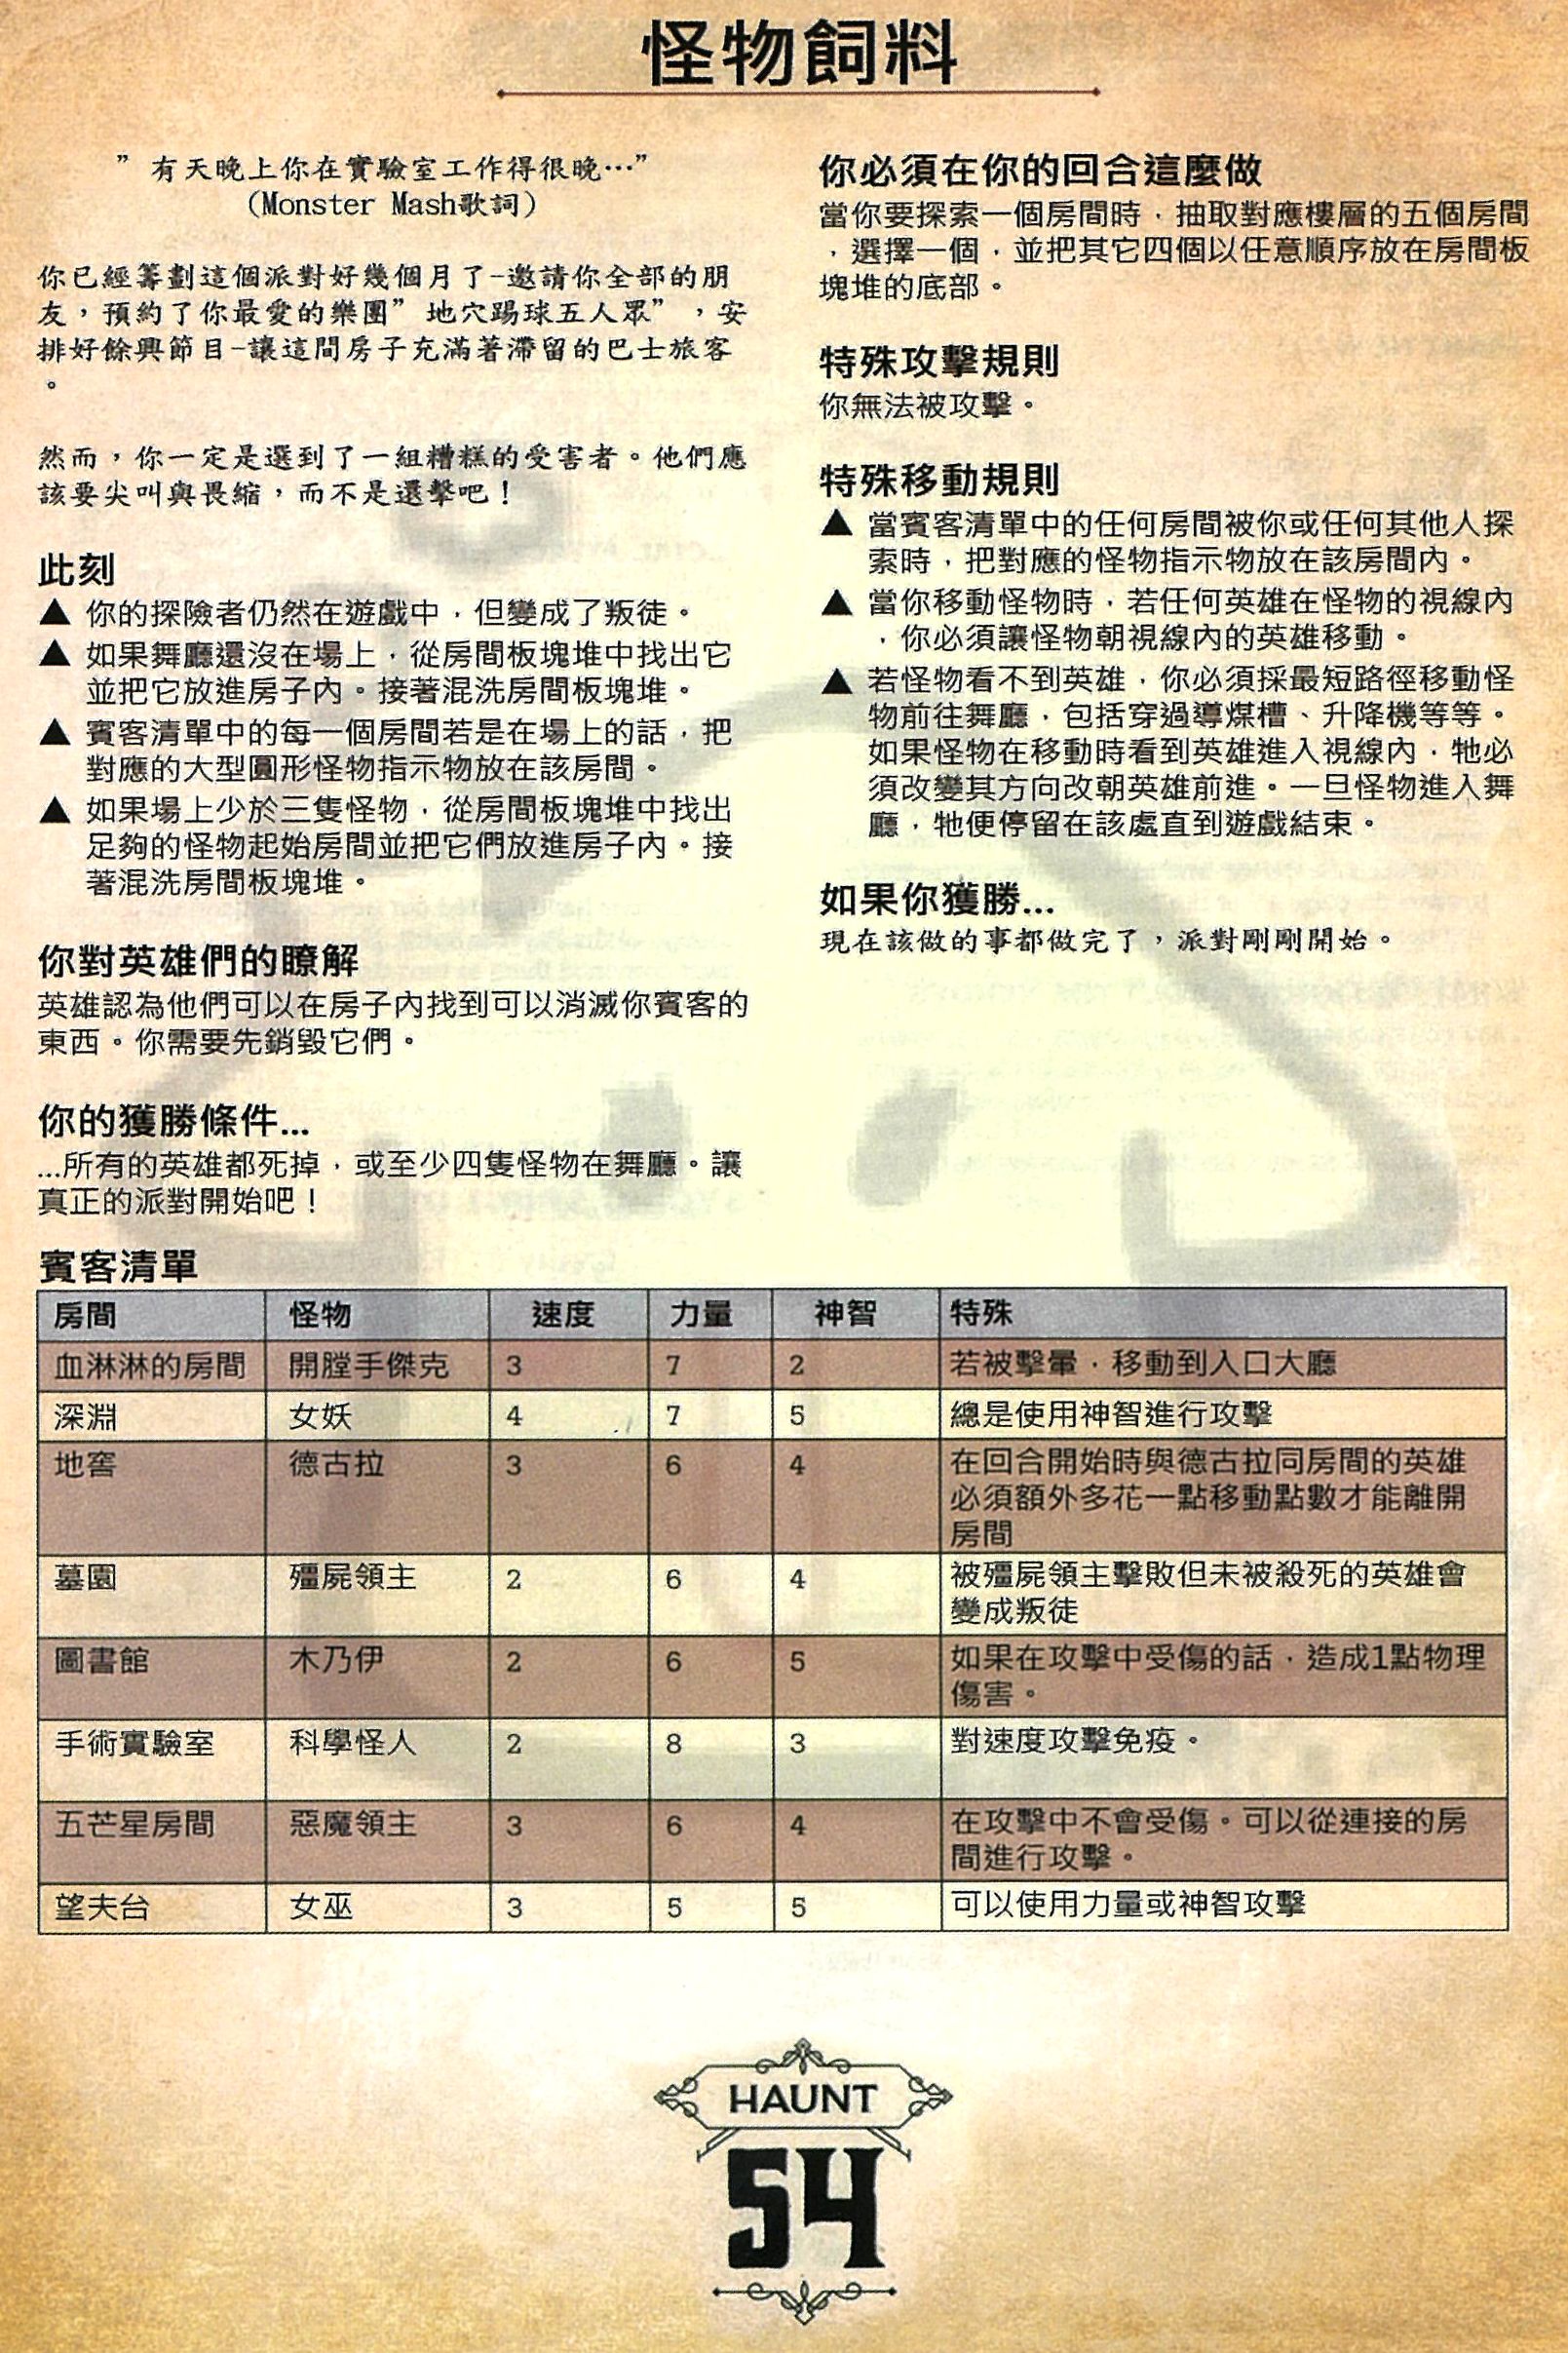 怪物飼料
”有天晚上你在實驗室工作得很晚…”
(Monster Mash歌詞)
你已經籌劃這個派對好幾個月了-邀請你全部的朋
友，預約了你最愛的樂團”地穴踢球五人眾”，安
排好餘興節目-讓這間房子充滿著滯留的巴士旅客
。
然而，你一定是選到了一組糟糕的受害者。他們應
該要尖叫與畏縮，而不是還擊吧！
此刻
▲ 你的探險者仍然在遊戲中，但變成了叛徒。
▲ 如果舞廳還沒在場上，從房間板塊堆中找出它
並把它放進房子內。接著混洗房間板塊堆。
▲ 賓客清單中的每一個房間若是在場上的話，把
對應的大型圓形怪物指示物放在該房間。
▲ 如果場上少於三隻怪物，從房間板塊堆中找出
足夠的怪物起始房間並把它們放進房子內。接
著混洗房間板塊堆。
你對英雄們的瞭解
英雄認為他們可以在房子內找到可以消滅你賓客的
東西。你需要先銷毀它們。
你的獲勝條件...
...所有的英雄都死掉，或至少四隻怪物在舞廳。讓
真正的派對開始吧！
你必須在你的回合這麼做
當你要探索一個房間時，抽取對應樓層的五個房間
，選擇一個，並把其它四個以任意順序放在房間板
塊堆的底部。
特殊攻擊規則
你無法被攻擊。
特殊移動規則
▲ 當賓客清單中的任何房間被你或任何其他人探
索時，把對應的怪物指示物放在該房間內。
▲ 當你移動怪物時，若任何英雄在怪物的視線內
，你必須讓怪物朝視線內的英雄移動。
▲ 若怪物看不到英雄，你必須採最短路徑移動怪
物前往舞廳，包括穿過導煤槽、升降機等等。
如果怪物在移動時看到英雄進入視線內，牠必
須改變其方向改朝英雄前進。一旦怪物進入舞
廳，牠便停留在該處直到遊戲結束。
如果你獲勝...
現在該做的事都做完了，派對剛剛開始。
賓客清單
房間 怪物 速度 力量 神智 特殊
血淋淋的房間 開膛手傑克 3 7 2 若被擊暈，移動到入口大廳
深淵 女妖 4 7 5 總是使用神智進行攻擊
地窖 德古拉 3 6 4 在回合開始時與德古拉同房間的英雄
必須額外多花一點移動點數才能離開
房間
墓園 殭屍領主 2 6 4 被殭屍領主擊敗但未被殺死的英雄會
變成叛徒
圖書館 木乃伊 2 6 5 如果在攻擊中受傷的話，造成1點物理
傷害。
手術實驗室 科學怪人 2 8 3 對速度攻擊免疫。
五芒星房間 惡魔領主 3 6 4 在攻擊中不會受傷。可以從連接的房
間進行攻擊。
望夫台 女巫 3 5 5 可以使用力量或神智攻擊
HAUNT
54